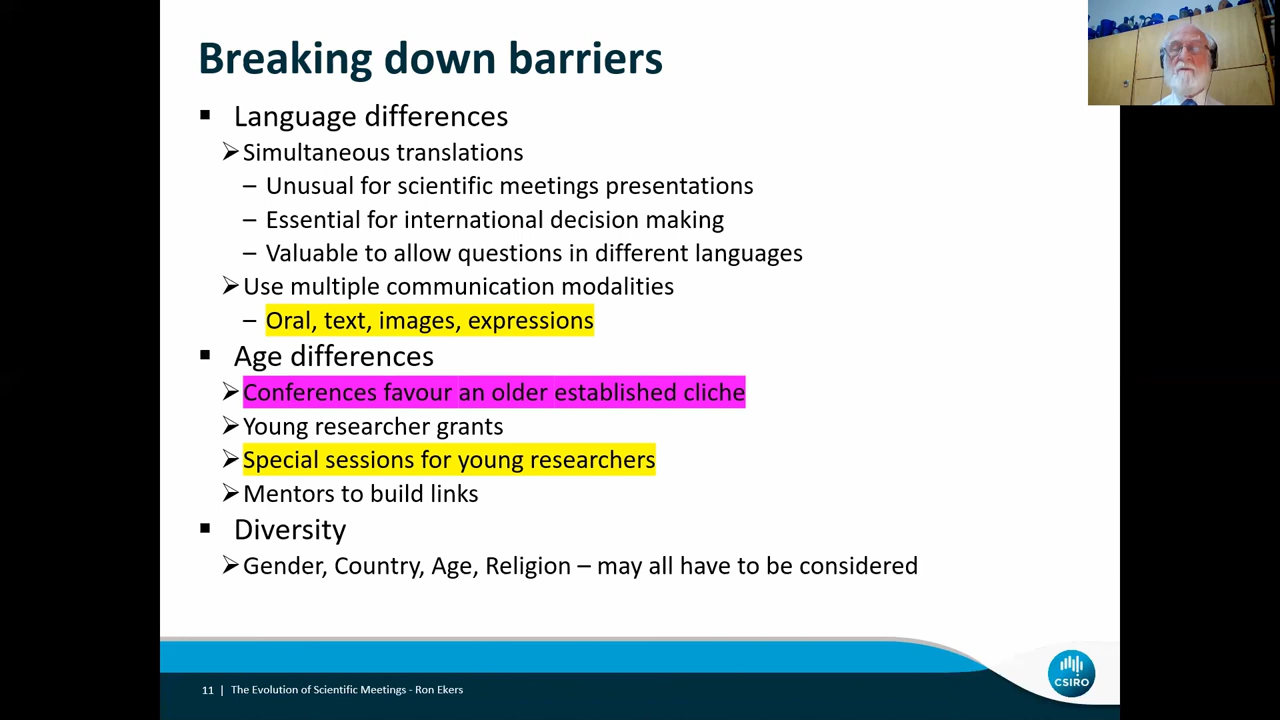 Breaking down barriers
▪ Language differences
➢Simultaneous translations
– Unusual for scientific meetings presentations
– Essential for international decision making
– Valuable to allow questions in different languages
➢Use multiple communication modalities
– Oral, text, images, expressions
▪ Age differences
➢Conferences favour an older established cliche
➢Young researcher grants
➢Special sessions for young researchers
➢Mentors to build links
▪ Diversity
➢Gender, Country, Age, Religion – may all have to be considered
11 | The Evolution of Scientific Meetings - Ron Ekers
CSIRO